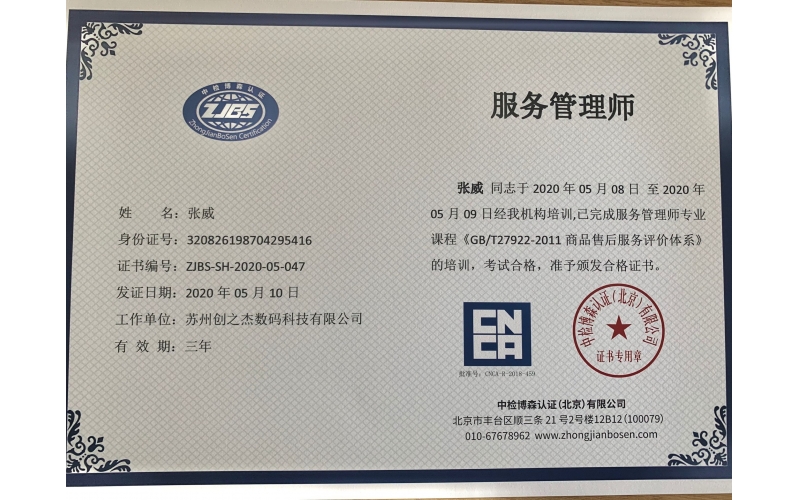 中检博森认证
ZJBS
ZhongJianBoSen Certification
服务管理师
姓 名：张威
身份证号：320826198704295416
证书编号：ZJBS-SH-2020-05-047
发证日期：2020 年 05 月 10 日
工作单位：苏州创之杰数码科技有限公司
有 效 期：三年
张威 同志于 2020 年 05 月 08 日 至 2020 年
05 月 09 日经我机构培训,已完成服务管理师专业
课程《GB/T27922-2011 商品售后服务评价体系》
的培训，考试合格，准予颁发合格证书。
CNCA
批准号：CNCA-R-2018-459
中检博森认证(北京)有限公司
证书专用章
中检博森认证(北京)有限公司
北京市丰台区顺三条 21 号2号楼12B12 (100079)
010-67678962 www.zhongjianbosen.com